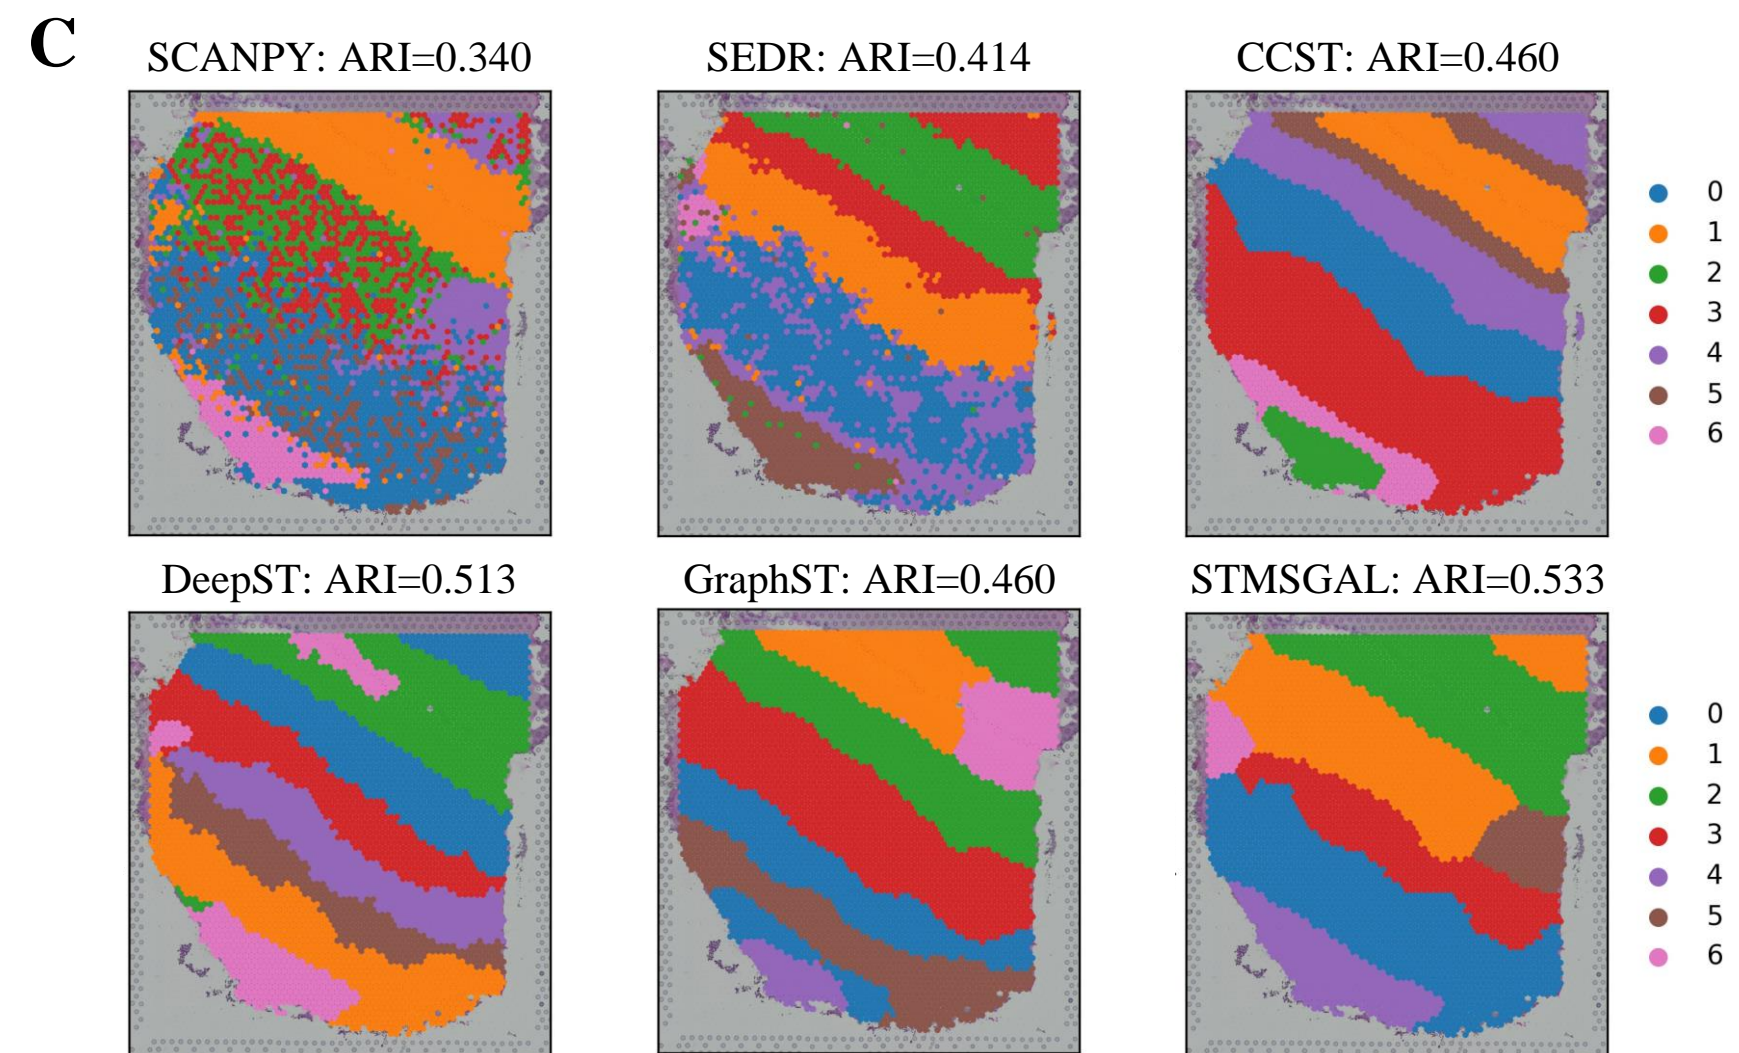 C
SCANPY: ARI=0.340
SEDR: ARI=0.414
CCST: ARI=0.460
0
1
2
3
4
5
6
DeepST: ARI=0.513
GraphST: ARI=0.460
STMSGAL: ARI=0.533
0
1
2
3
4
5
6